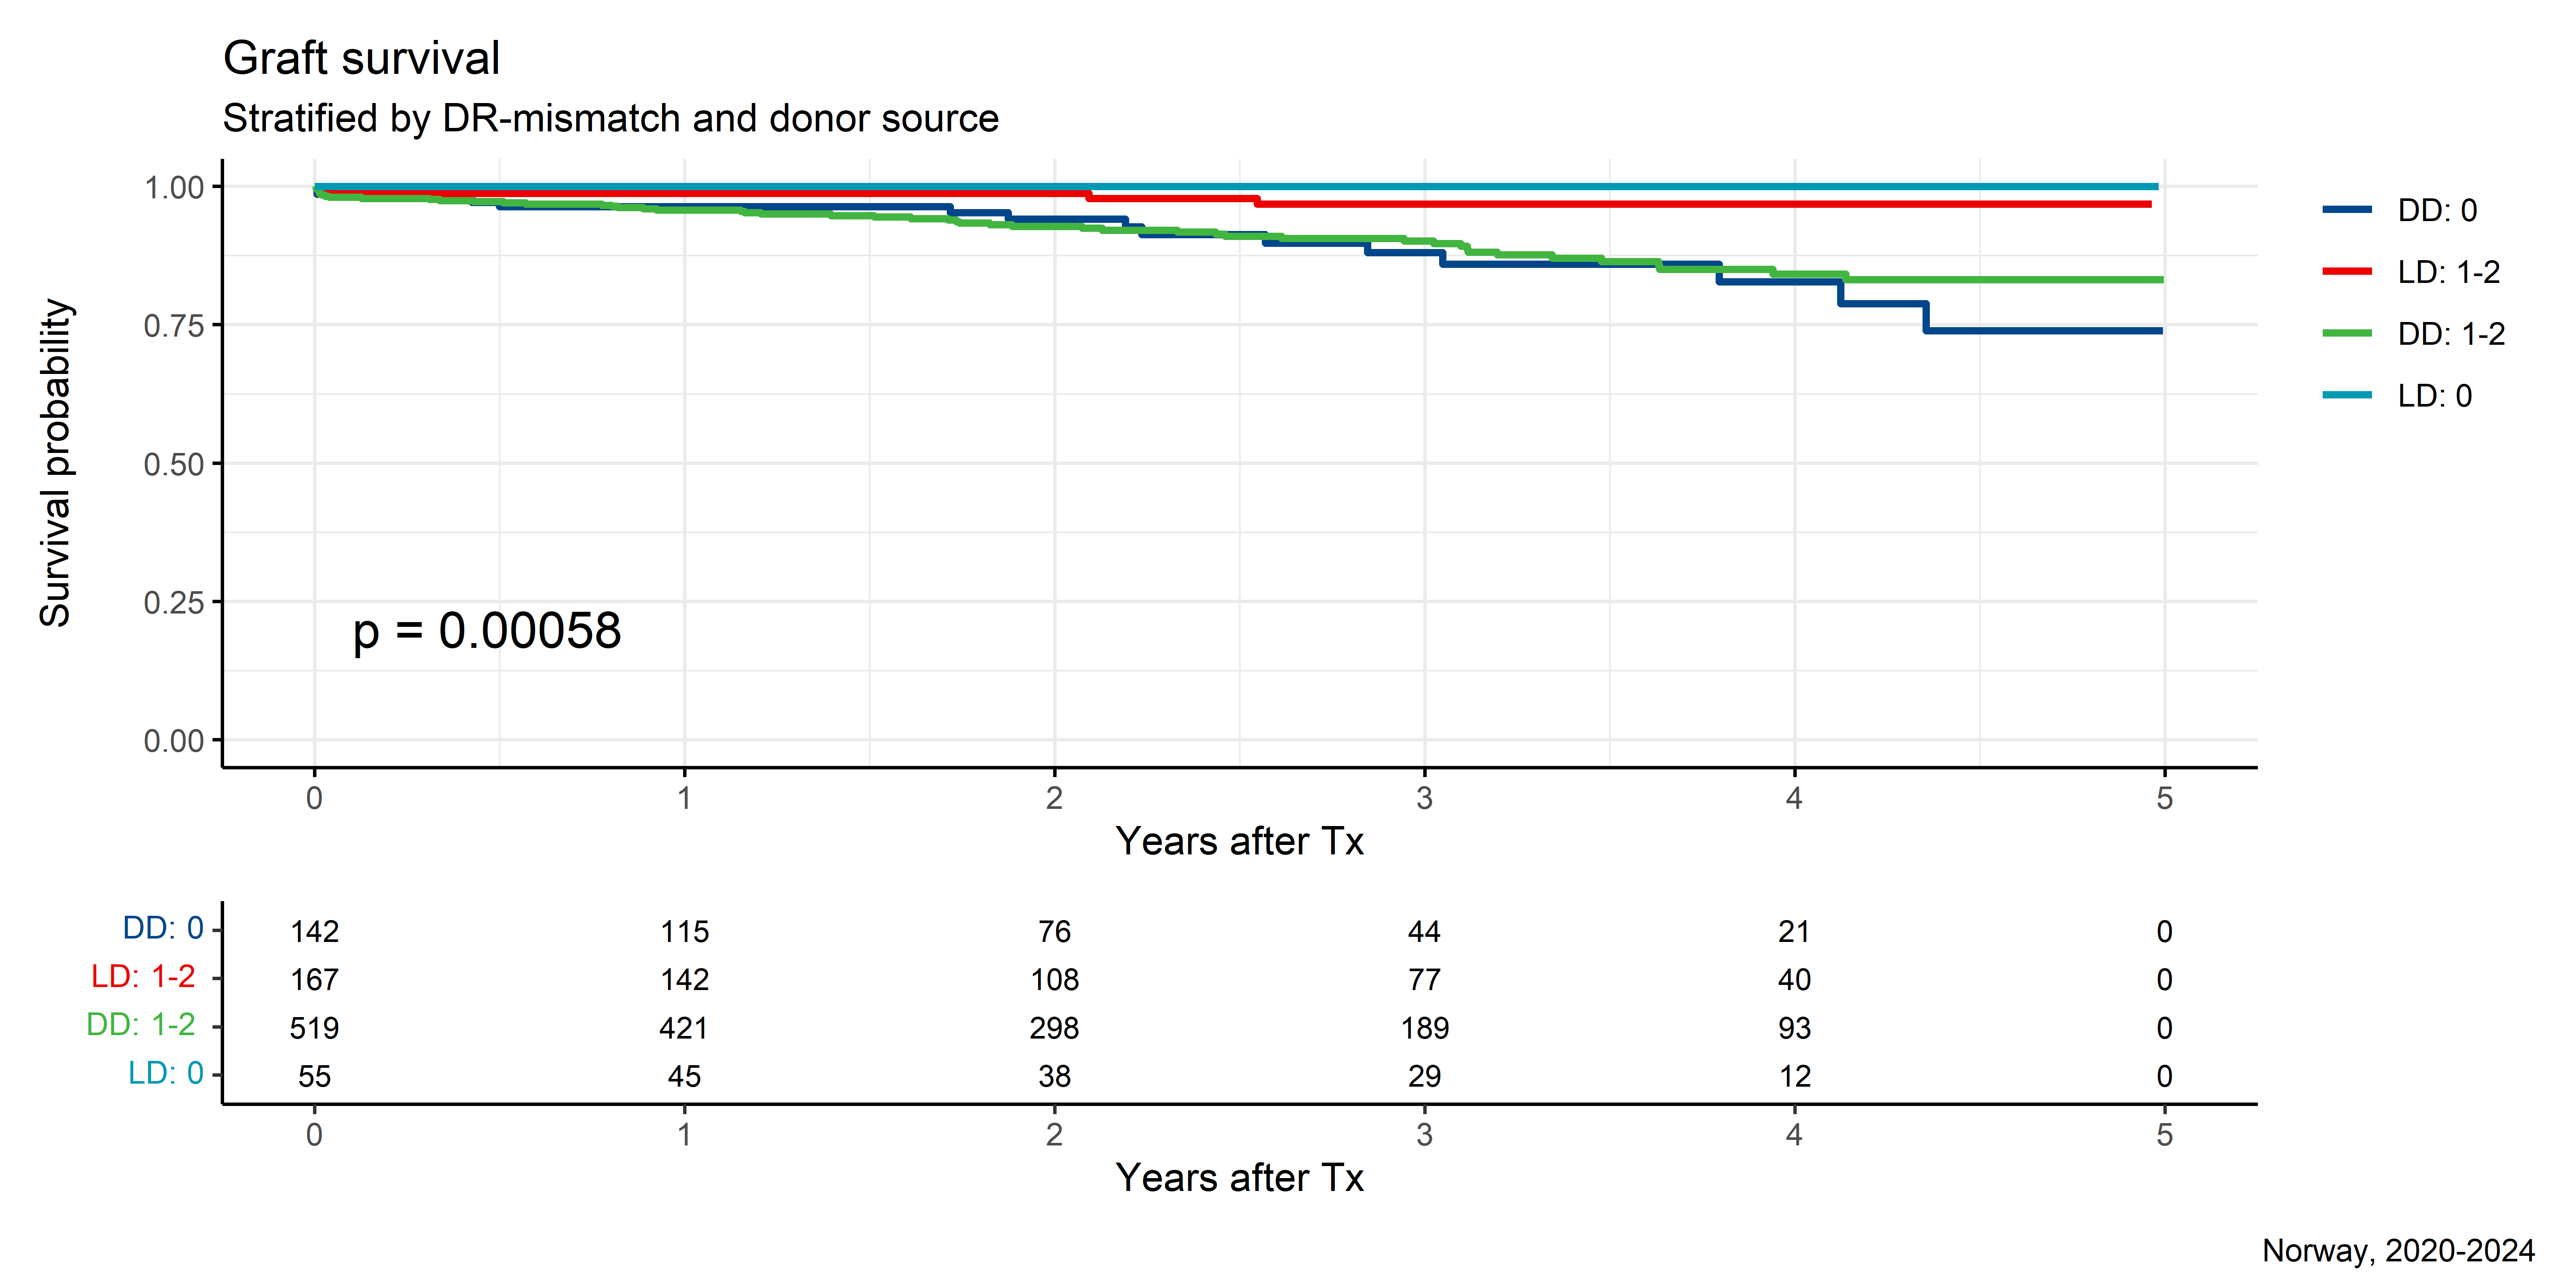 Graft survival
Stratified by DR-mismatch and donor source
Survival probability
1.00
0.75
0.50
0.25
0.00
p = 0.00058
0 1 2 3 4 5
Years after Tx
DD: 0
LD: 1-2
DD: 1-2
LD: 0
DD: 0 142 115 76 44 21 0
LD: 1-2 167 142 108 77 40 0
DD: 1-2 519 421 298 189 93 0
LD: 0 55 45 38 29 12 0
0 1 2 3 4 5
Years after Tx
Norway, 2020-2024